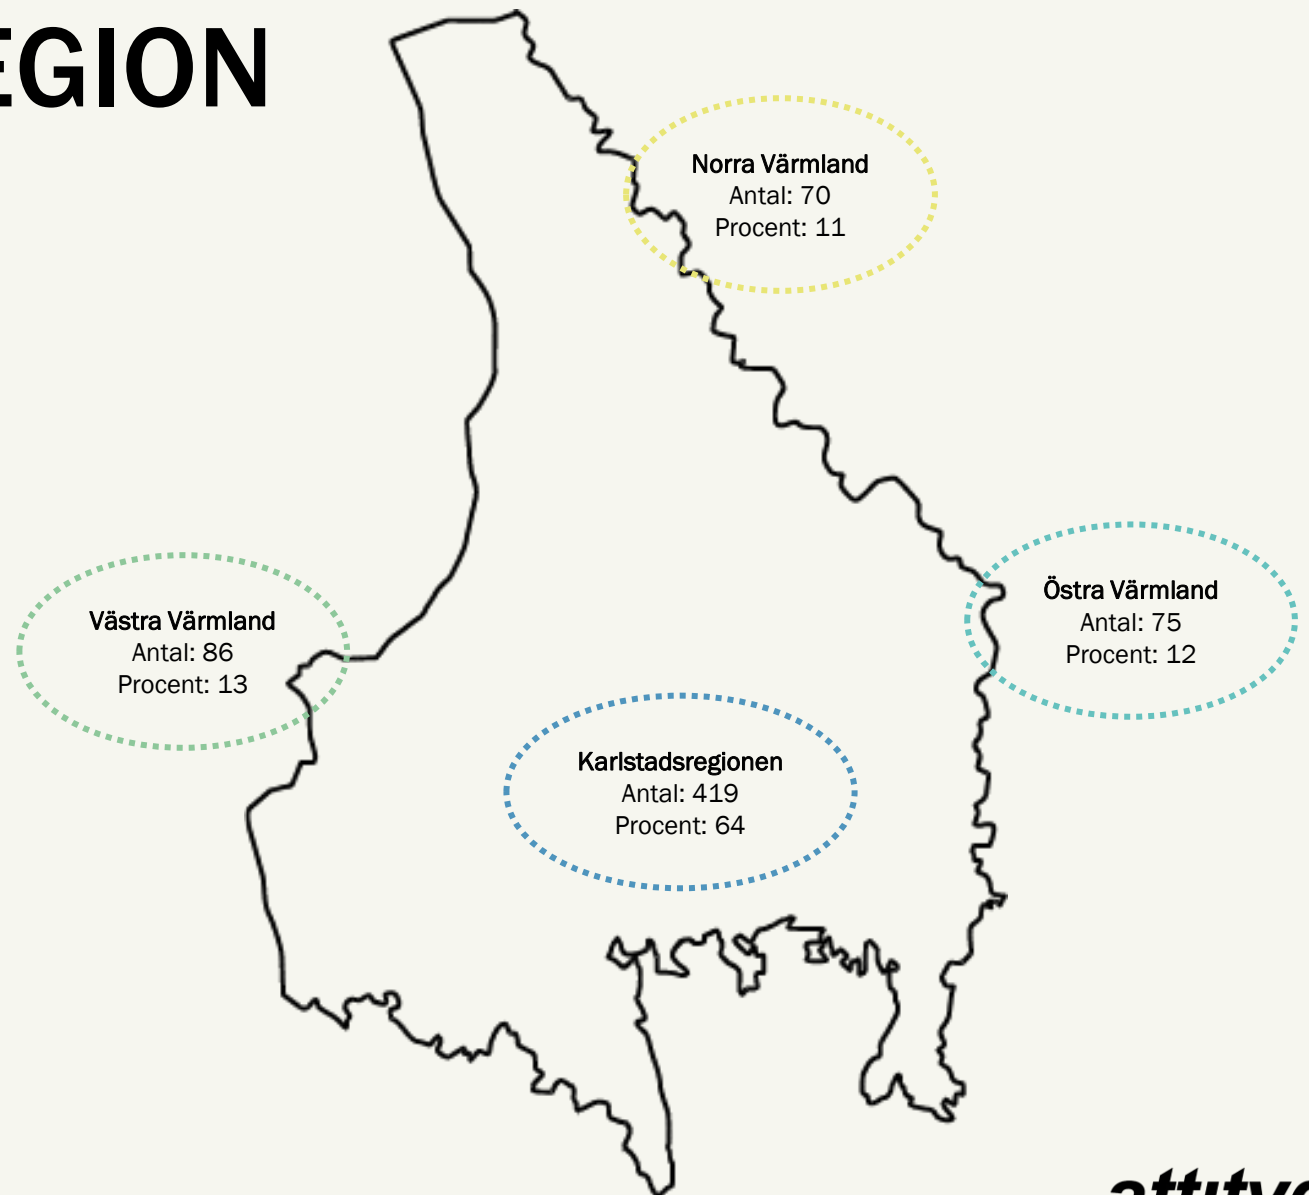 EGION
Norra Värmland
Antal: 70
Procent: 11
Östra Värmland
Antal: 75
Procent: 12
Västra Värmland
Antal: 86
Procent: 13
Karlstadsregionen
Antal: 419
Procent: 64